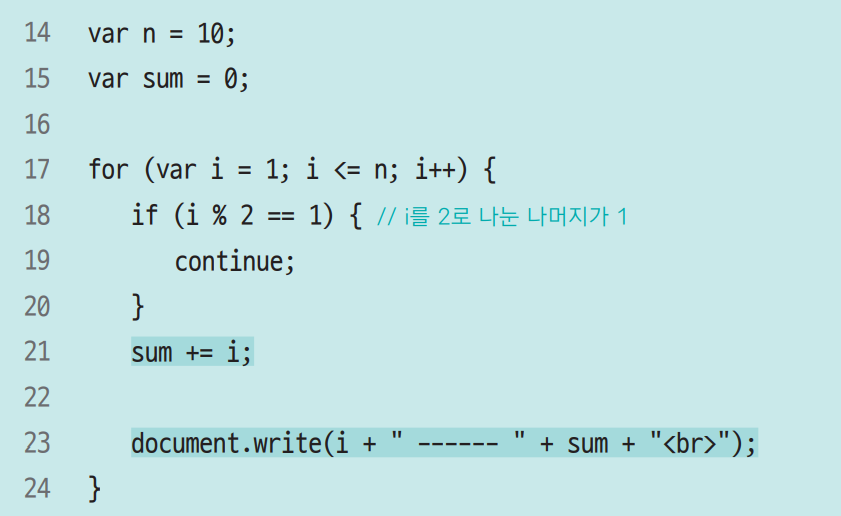 14 var n = 10;
15 var sum = 0;
16
17 for (var i = 1; i <= n; i++) {
18 if (i % 2 == 1) { // i를 2로 나눈 나머지가 1
19 continue;
20 }
21 sum += i;
22
23 document.write(i + " ------ " + sum + "<br>");
24 }